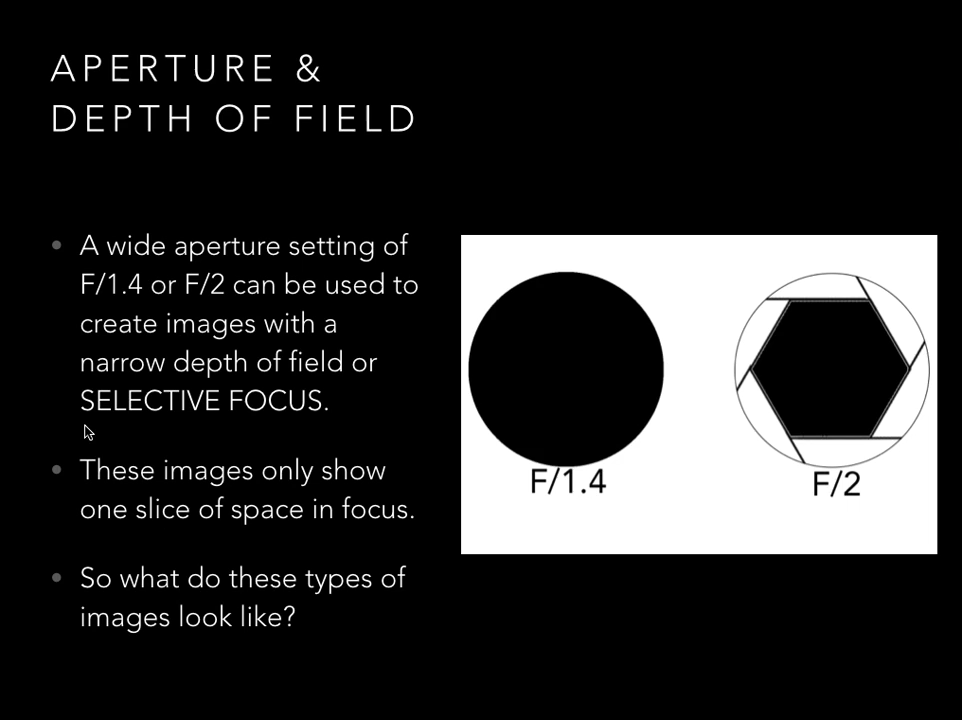 APERTURE &
DEPTH OF FIELD
• A wide aperture setting of
F/1.4 or F/2 can be used to
create images with a
narrow depth of field or
SELECTIVE FOCUS.
• These images only show
one slice of space in focus.
• So what do these types of
images look like?
F/1.4
F/2